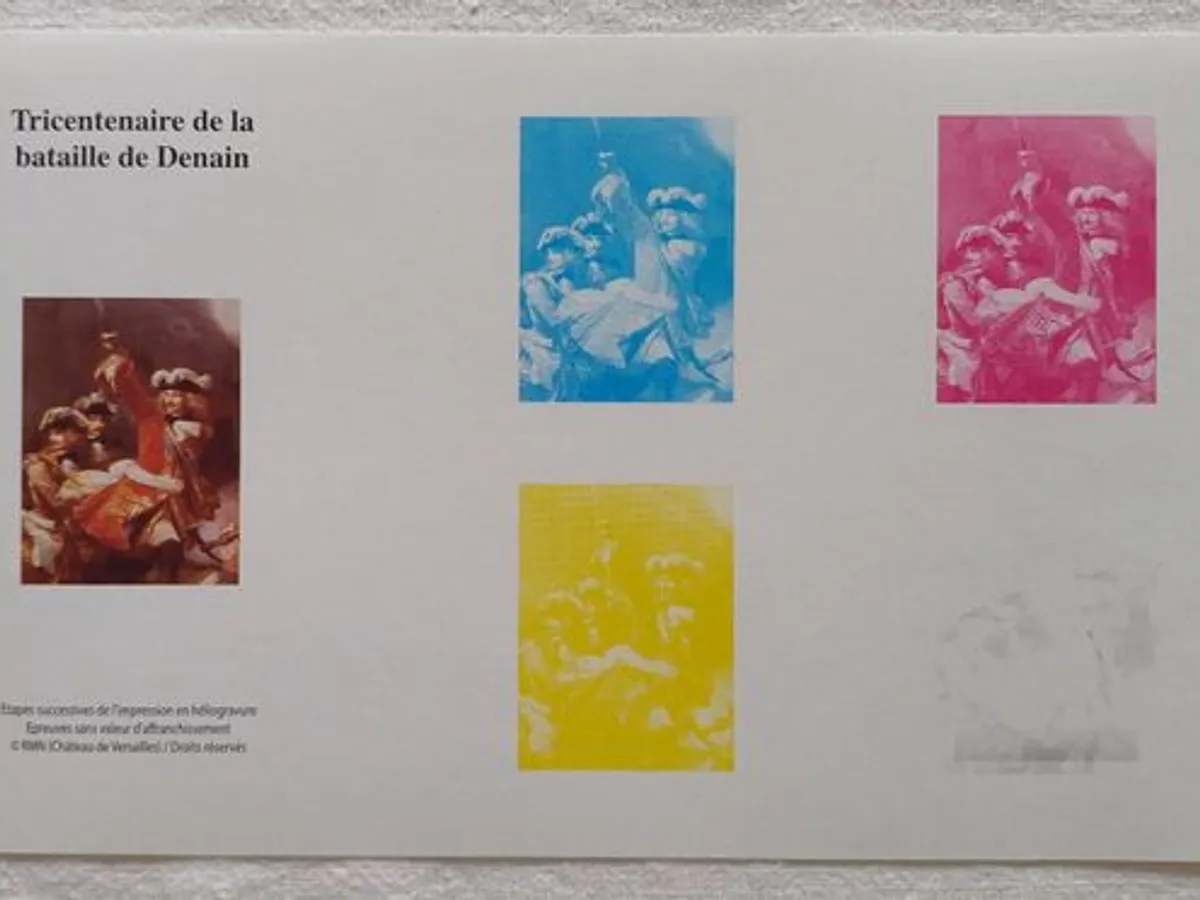 Tricentenaire de la
bataille de Denain
Etapes successives de l'impression en héliogravure
Epreuves sans valeur d'affranchissement
© RMN (Château de Versailles) / Droits réservés